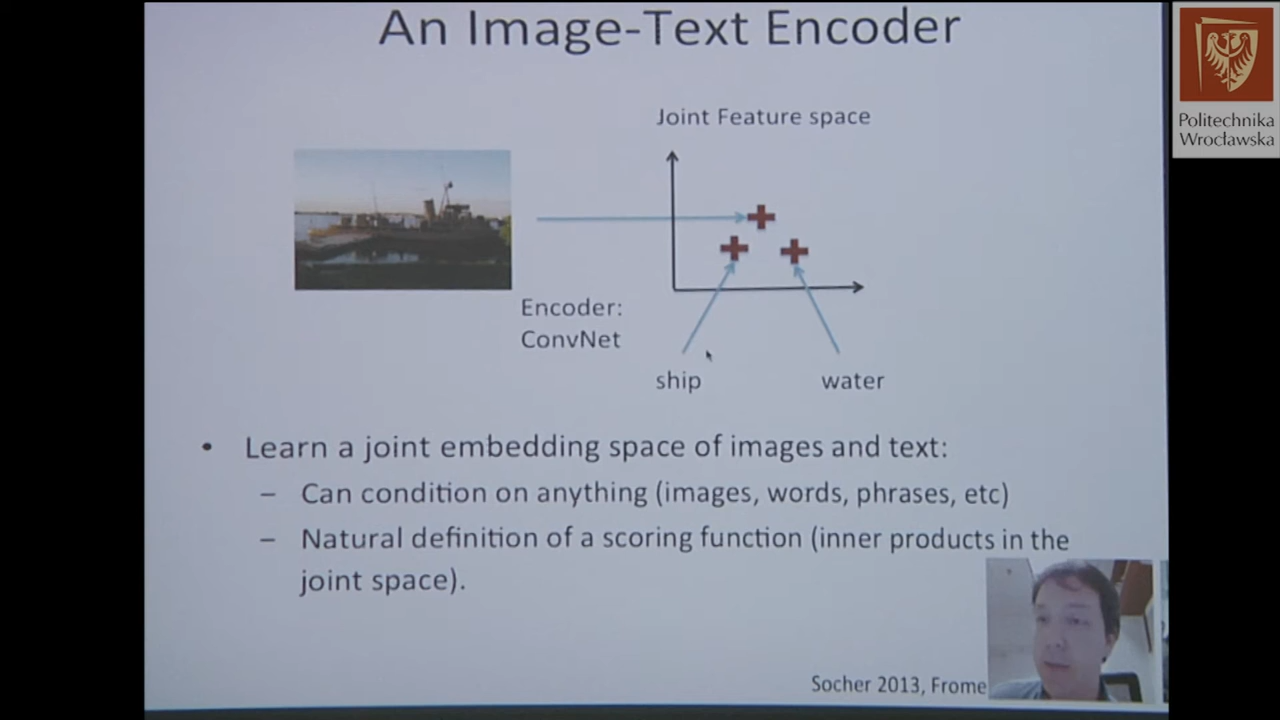 An Image-Text Encoder
Politechnika
Wrocławska
Joint Feature space
Encoder:
ConvNet
ship
water
• Learn a joint embedding space of images and text:
– Can condition on anything (images, words, phrases, etc)
– Natural definition of a scoring function (inner products in the
joint space).
Socher 2013, Frome